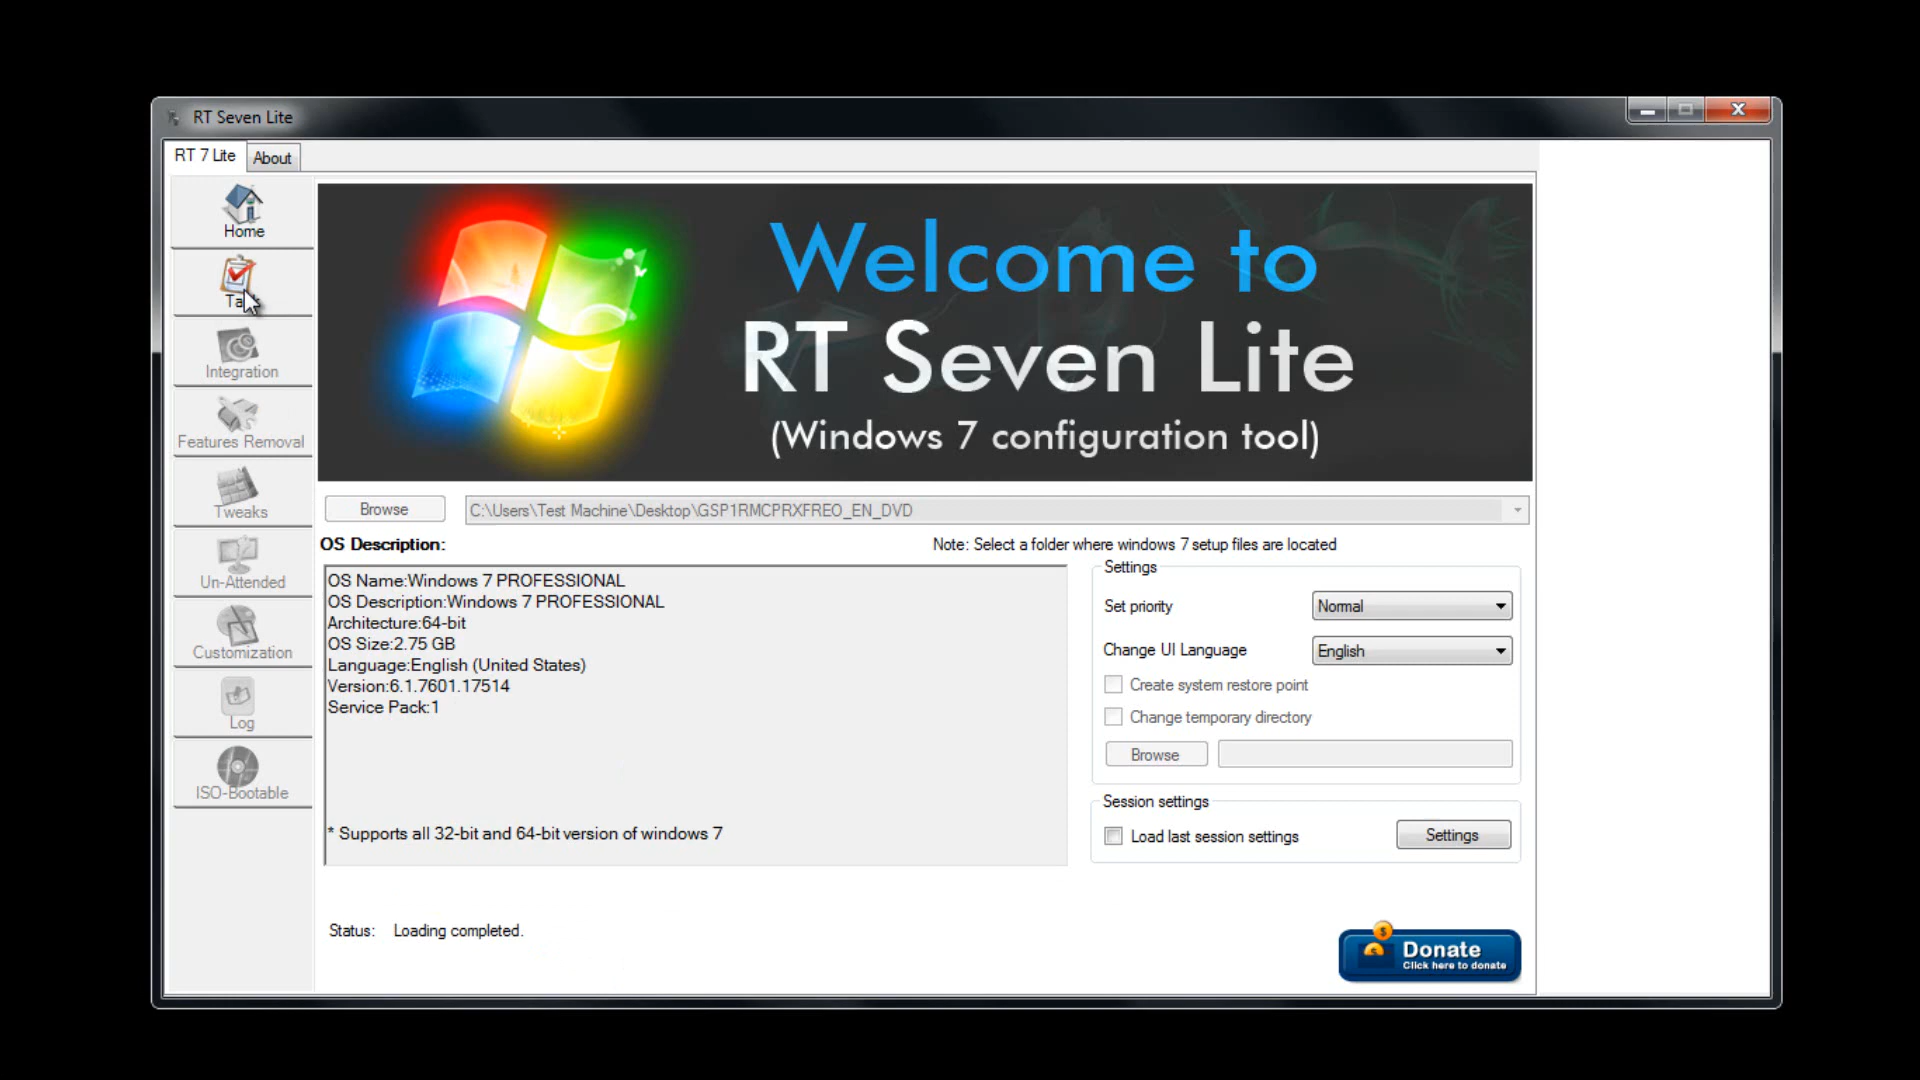 RT Seven Lite
RT 7 Lite
About
Home
Integration
Features Removal
Tweaks
Un-Attended
Customization
Log
ISO-Bootable
Welcome to
RT Seven Lite
(Windows 7 configuration tool)
Browse
C:\Users\Test Machine\Desktop\GSP1RMCPRXFREO_EN_DVD
OS Description:
Note: Select a folder where windows 7 setup files are located
OS Name:Windows 7 PROFESSIONAL
OS Description:Windows 7 PROFESSIONAL
Architecture:64-bit
OS Size:2.75 GB
Language:English (United States)
Version:6.1.7601.17514
Service Pack:1
* Supports all 32-bit and 64-bit version of windows 7
Settings
Set priority
Normal
Change UI Language
English
Create system restore point
Change temporary directory
Browse
Session settings
Load last session settings
Settings
Status: Loading completed.
Donate
Click here to donate